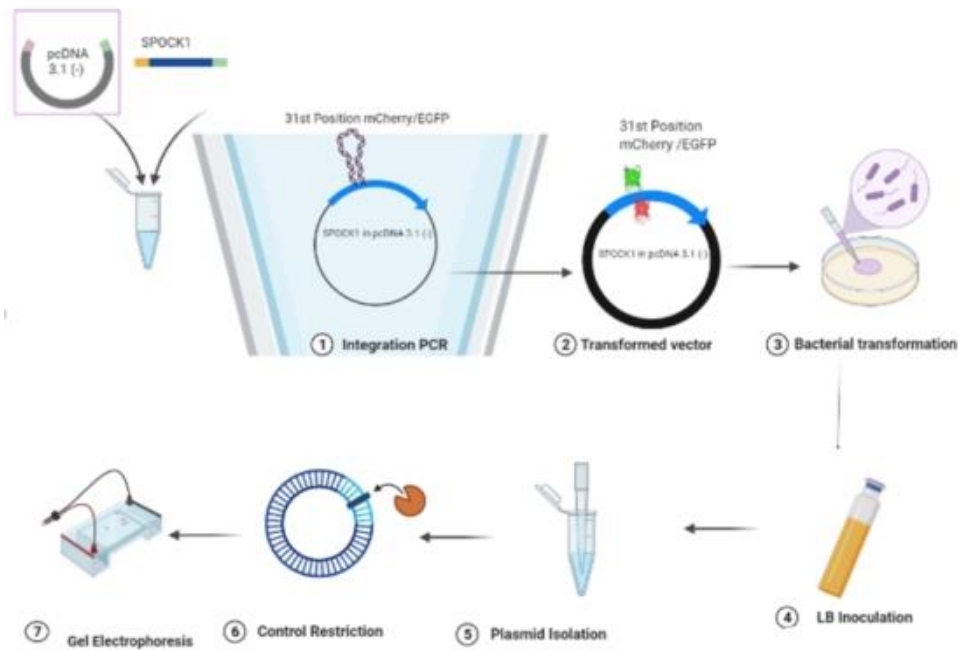 pcDNA
3.1 (-)
SPOCK1
31st Position mCherry/EGFP
SPOCK1 in pcDNA 3.1 (-)
1 Integration PCR
31st Position
mCherry /EGFP
SPOCK1 in pcDNA 3.1 (-)
2 Transformed vector
3 Bacterial transformation
4 LB Inoculation
5 Plasmid Isolation
6 Control Restriction
7 Gel Electrophoresis